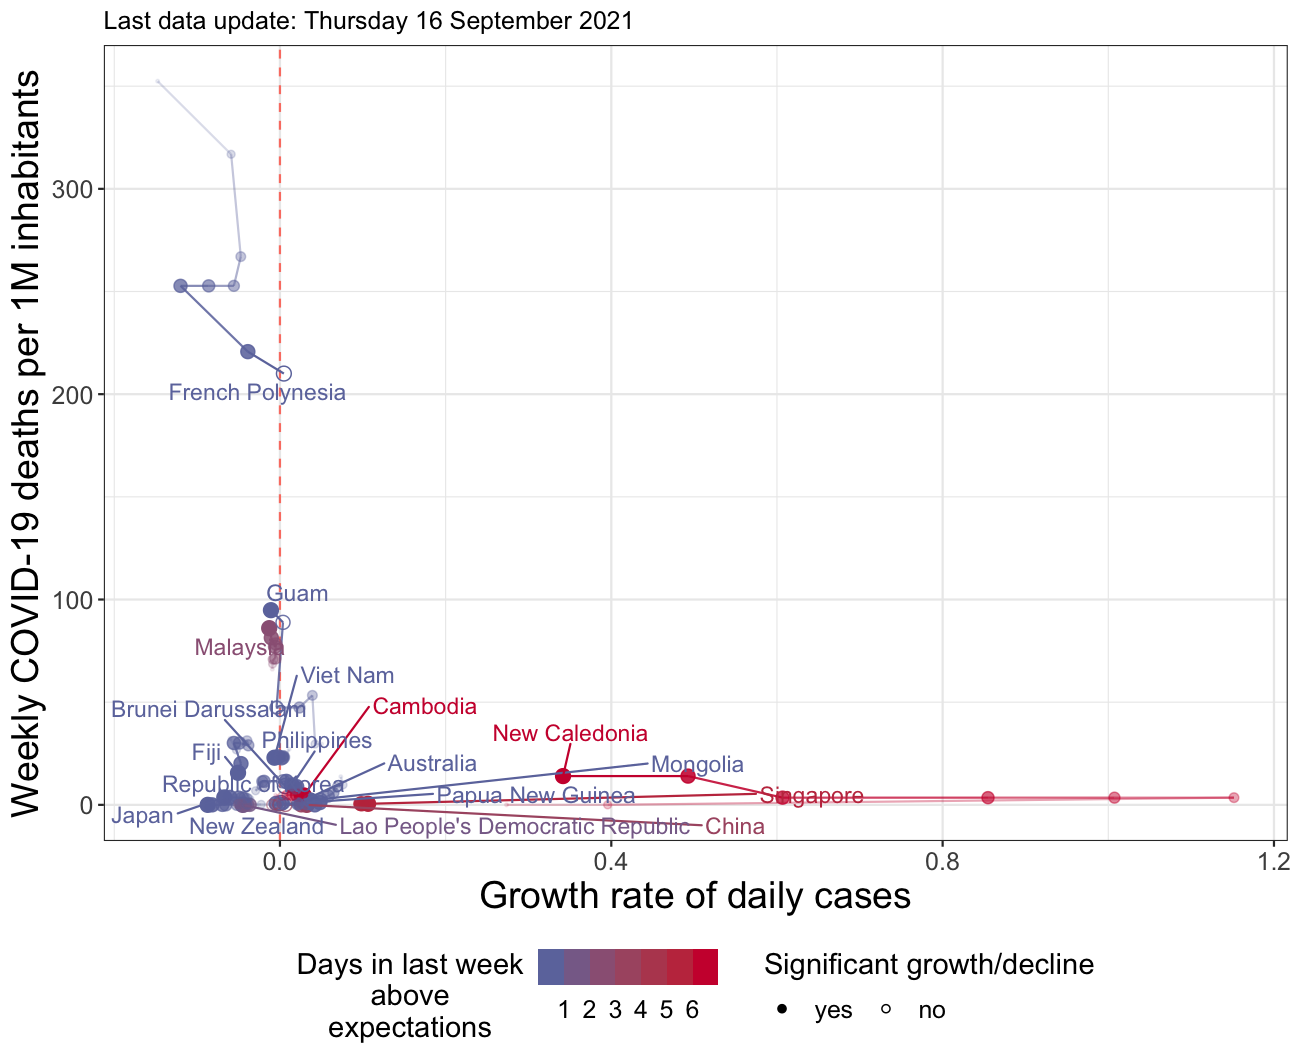 Last data update: Thursday 16 September 2021
Weekly COVID-19 deaths per 1M inhabitants
300
200
100
0
French Polynesia
Guam
Malaysia
Viet Nam
Brunei Darussalam
Cambodia
New Caledonia
Philippines
Fiji
Australia
Mongolia
Republic of Korea
Papua New Guinea
Singapore
Japan
New Zealand
Lao People's Democratic Republic
China
0.0
0.4
0.8
1.2
Growth rate of daily cases
Days in last week
above
expectations
1 2 3 4 5 6
Significant growth/decline
yes
no